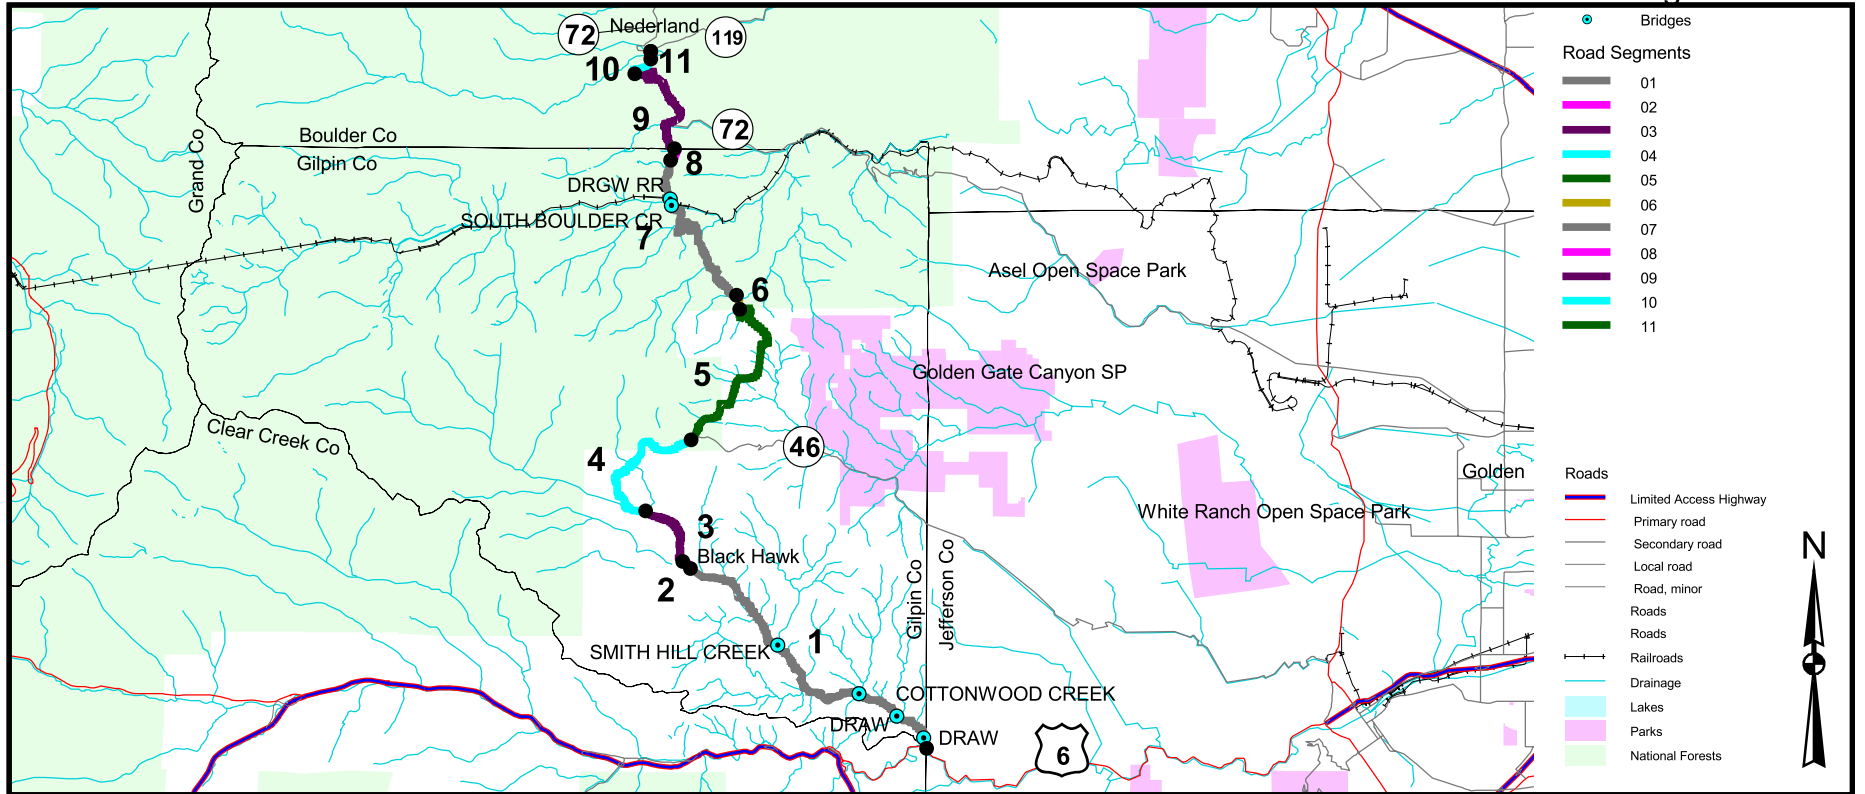 Nederland
72
119
11
10
9
72
Boulder Co
Gilpin Co
Grand Co
8
DRGW RR
SOUTH BOULDER CR
7
6
Asel Open Space Park
5
Golden Gate Canyon SP
Clear Creek Co
46
4
Golden
3
White Ranch Open Space Park
Black Hawk
2
Gilpin Co
Jefferson Co
1
SMITH HILL CREEK
COTTONWOOD CREEK
DRAW
DRAW
6
Bridges
Road Segments
01
02
03
04
05
06
07
08
09
10
11
Roads
Limited Access Highway
Primary road
Secondary road
Local road
Road, minor
Roads
Roads
Railroads
Drainage
Lakes
Parks
National Forests
N